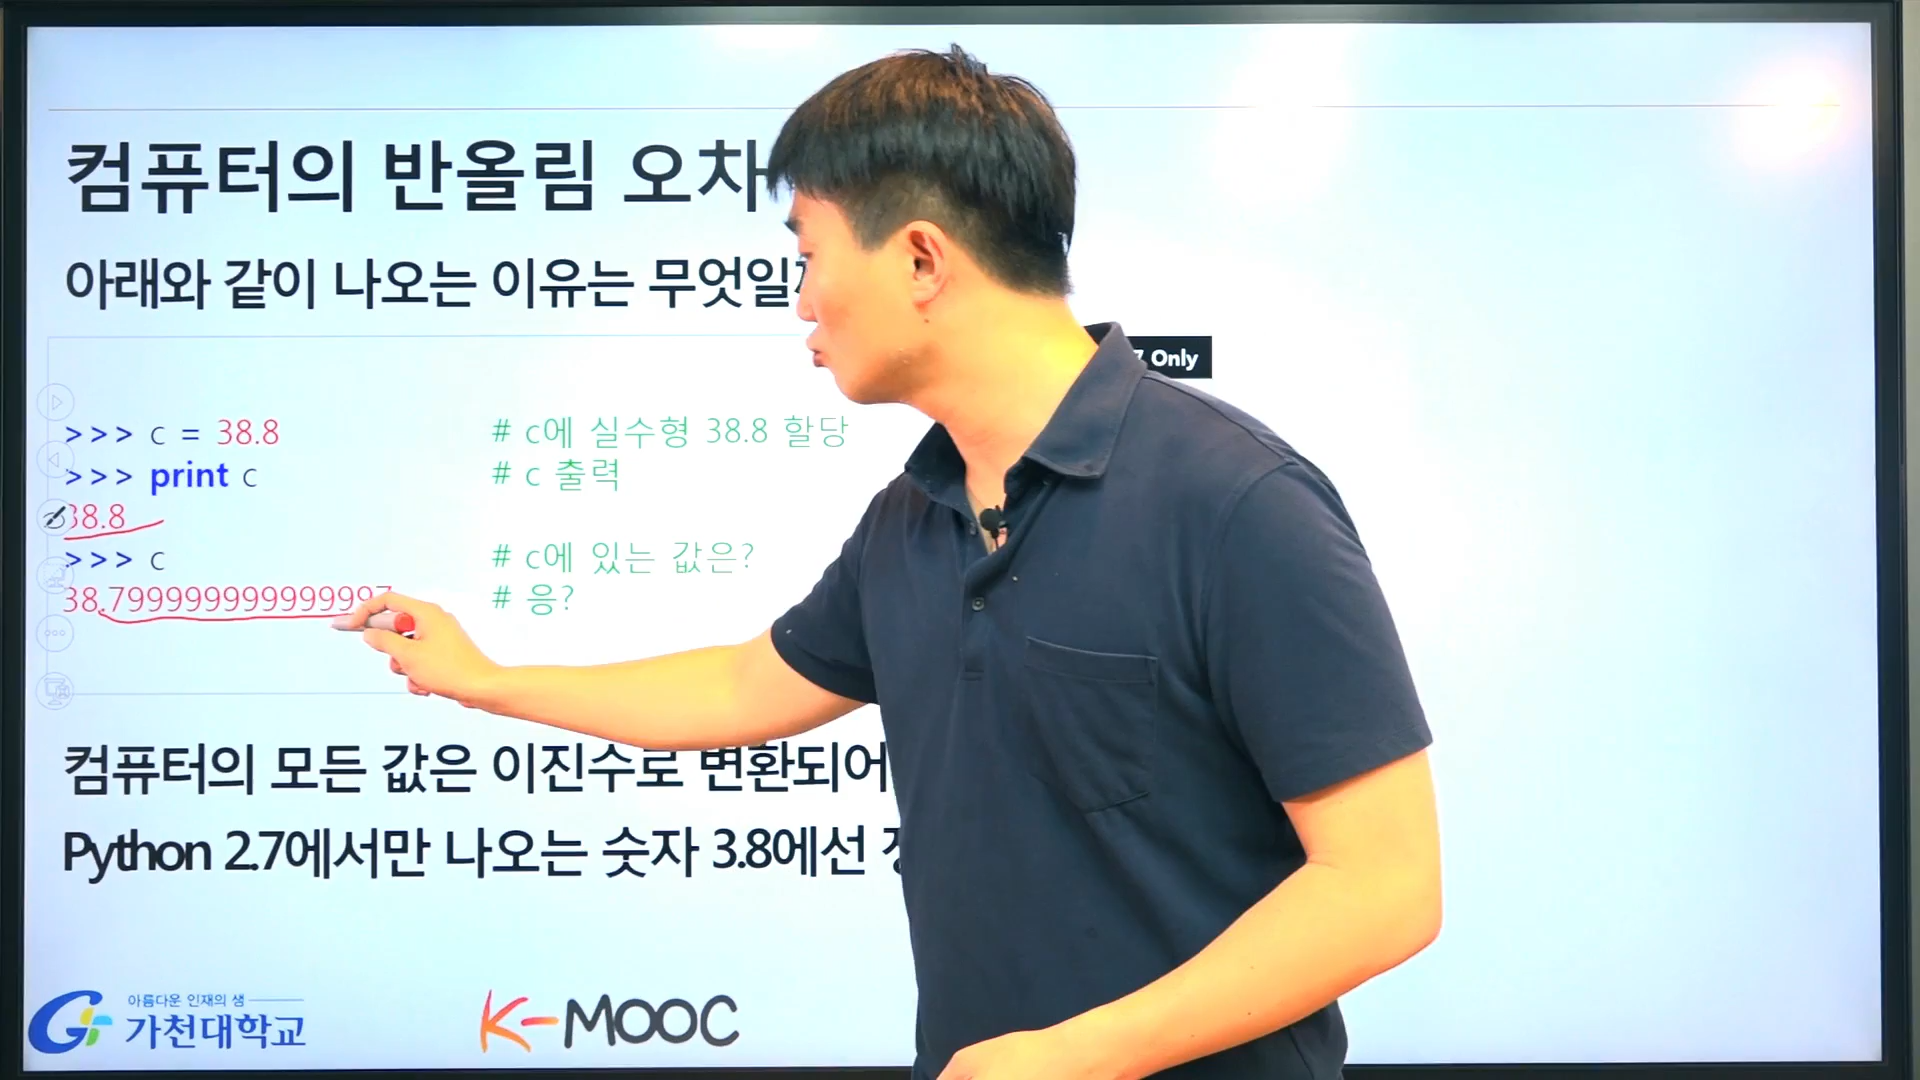 컴퓨터의 반올림 오차
아래와 같이 나오는 이유는 무엇일까
7 Only
>>> c = 38.8 # c에 실수형 38.8 할당
>>> print c # c 출력
38.8
>>> c # c에 있는 값은?
38.799999999999997 # 응?
컴퓨터의 모든 값은 이진수로 변환되어
Python 2.7에서만 나오는 숫자 3.8에선
아름다운 인재의 샘
가천대학교
K-MOOC